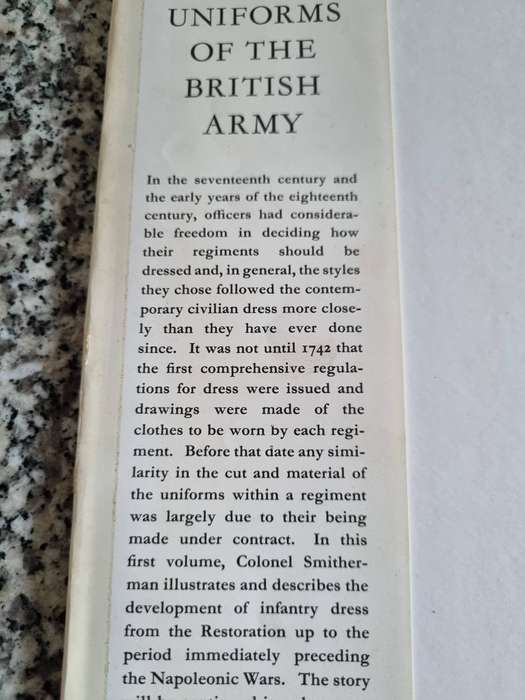 UNIFORMS
OF THE
BRITISH
ARMY
In the seventeenth century and
the early years of the eighteenth
century, officers had considera-
ble freedom in deciding how
their regiments should be
dressed and, in general, the styles
they chose followed the contem-
porary civilian dress more close-
ly than they have ever done
since. It was not until 1742 that
the first comprehensive regula-
tions for dress were issued and
drawings were made of the
clothes to be worn by each regi-
ment. Before that date any simi-
larity in the cut and material of
the uniforms within a regiment
was largely due to their being
made under contract. In this
first volume, Colonel Smither-
man illustrates and describes the
development of infantry dress
from the Restoration up to the
period immediately preceding
the Napoleonic Wars. The story